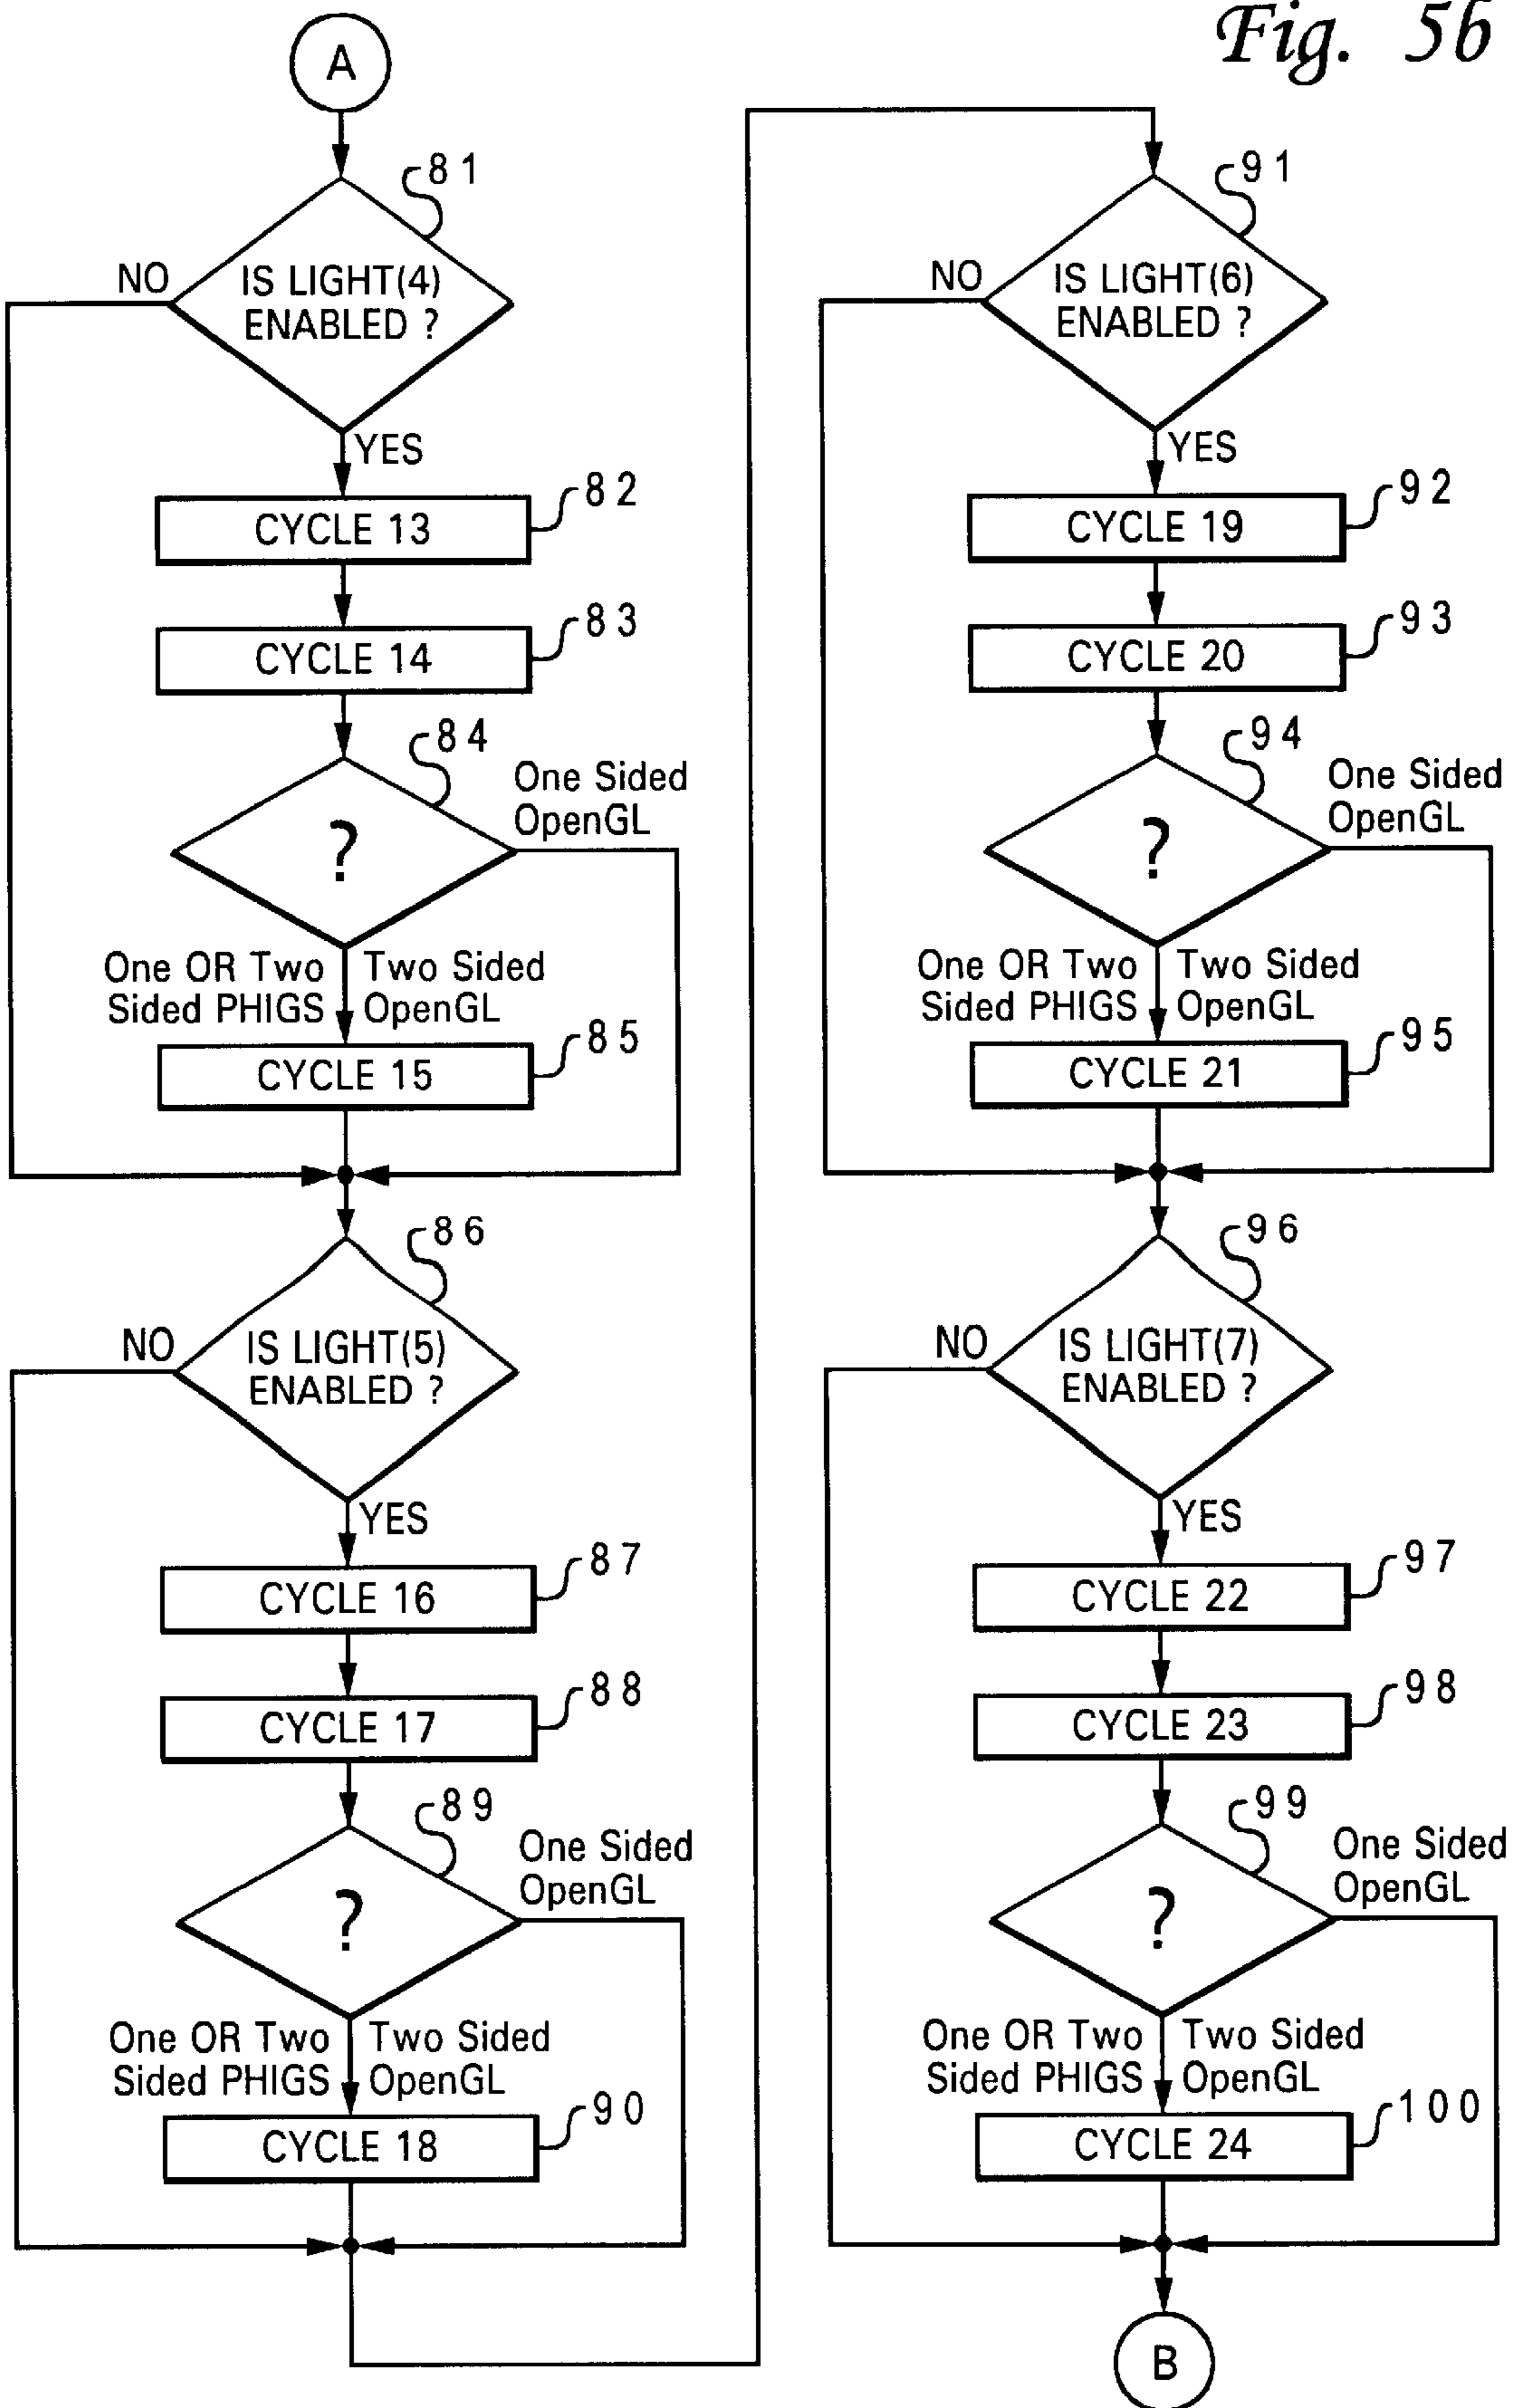 Fig. 5b
A
81
IS LIGHT(4)
ENABLED ?
NO
YES
CYCLE 13
82
CYCLE 14
83
84
?
One Sided
OpenGL
One OR Two
Sided PHIGS
Two Sided
OpenGL
CYCLE 15
85
86
IS LIGHT(5)
ENABLED ?
NO
YES
CYCLE 16
87
CYCLE 17
88
89
?
One Sided
OpenGL
One OR Two
Sided PHIGS
Two Sided
OpenGL
CYCLE 18
90
91
IS LIGHT(6)
ENABLED ?
NO
YES
CYCLE 19
92
CYCLE 20
93
94
?
One Sided
OpenGL
One OR Two
Sided PHIGS
Two Sided
OpenGL
CYCLE 21
95
96
IS LIGHT(7)
ENABLED ?
NO
YES
CYCLE 22
97
CYCLE 23
98
99
?
One Sided
OpenGL
One OR Two
Sided PHIGS
Two Sided
OpenGL
CYCLE 24
100
B